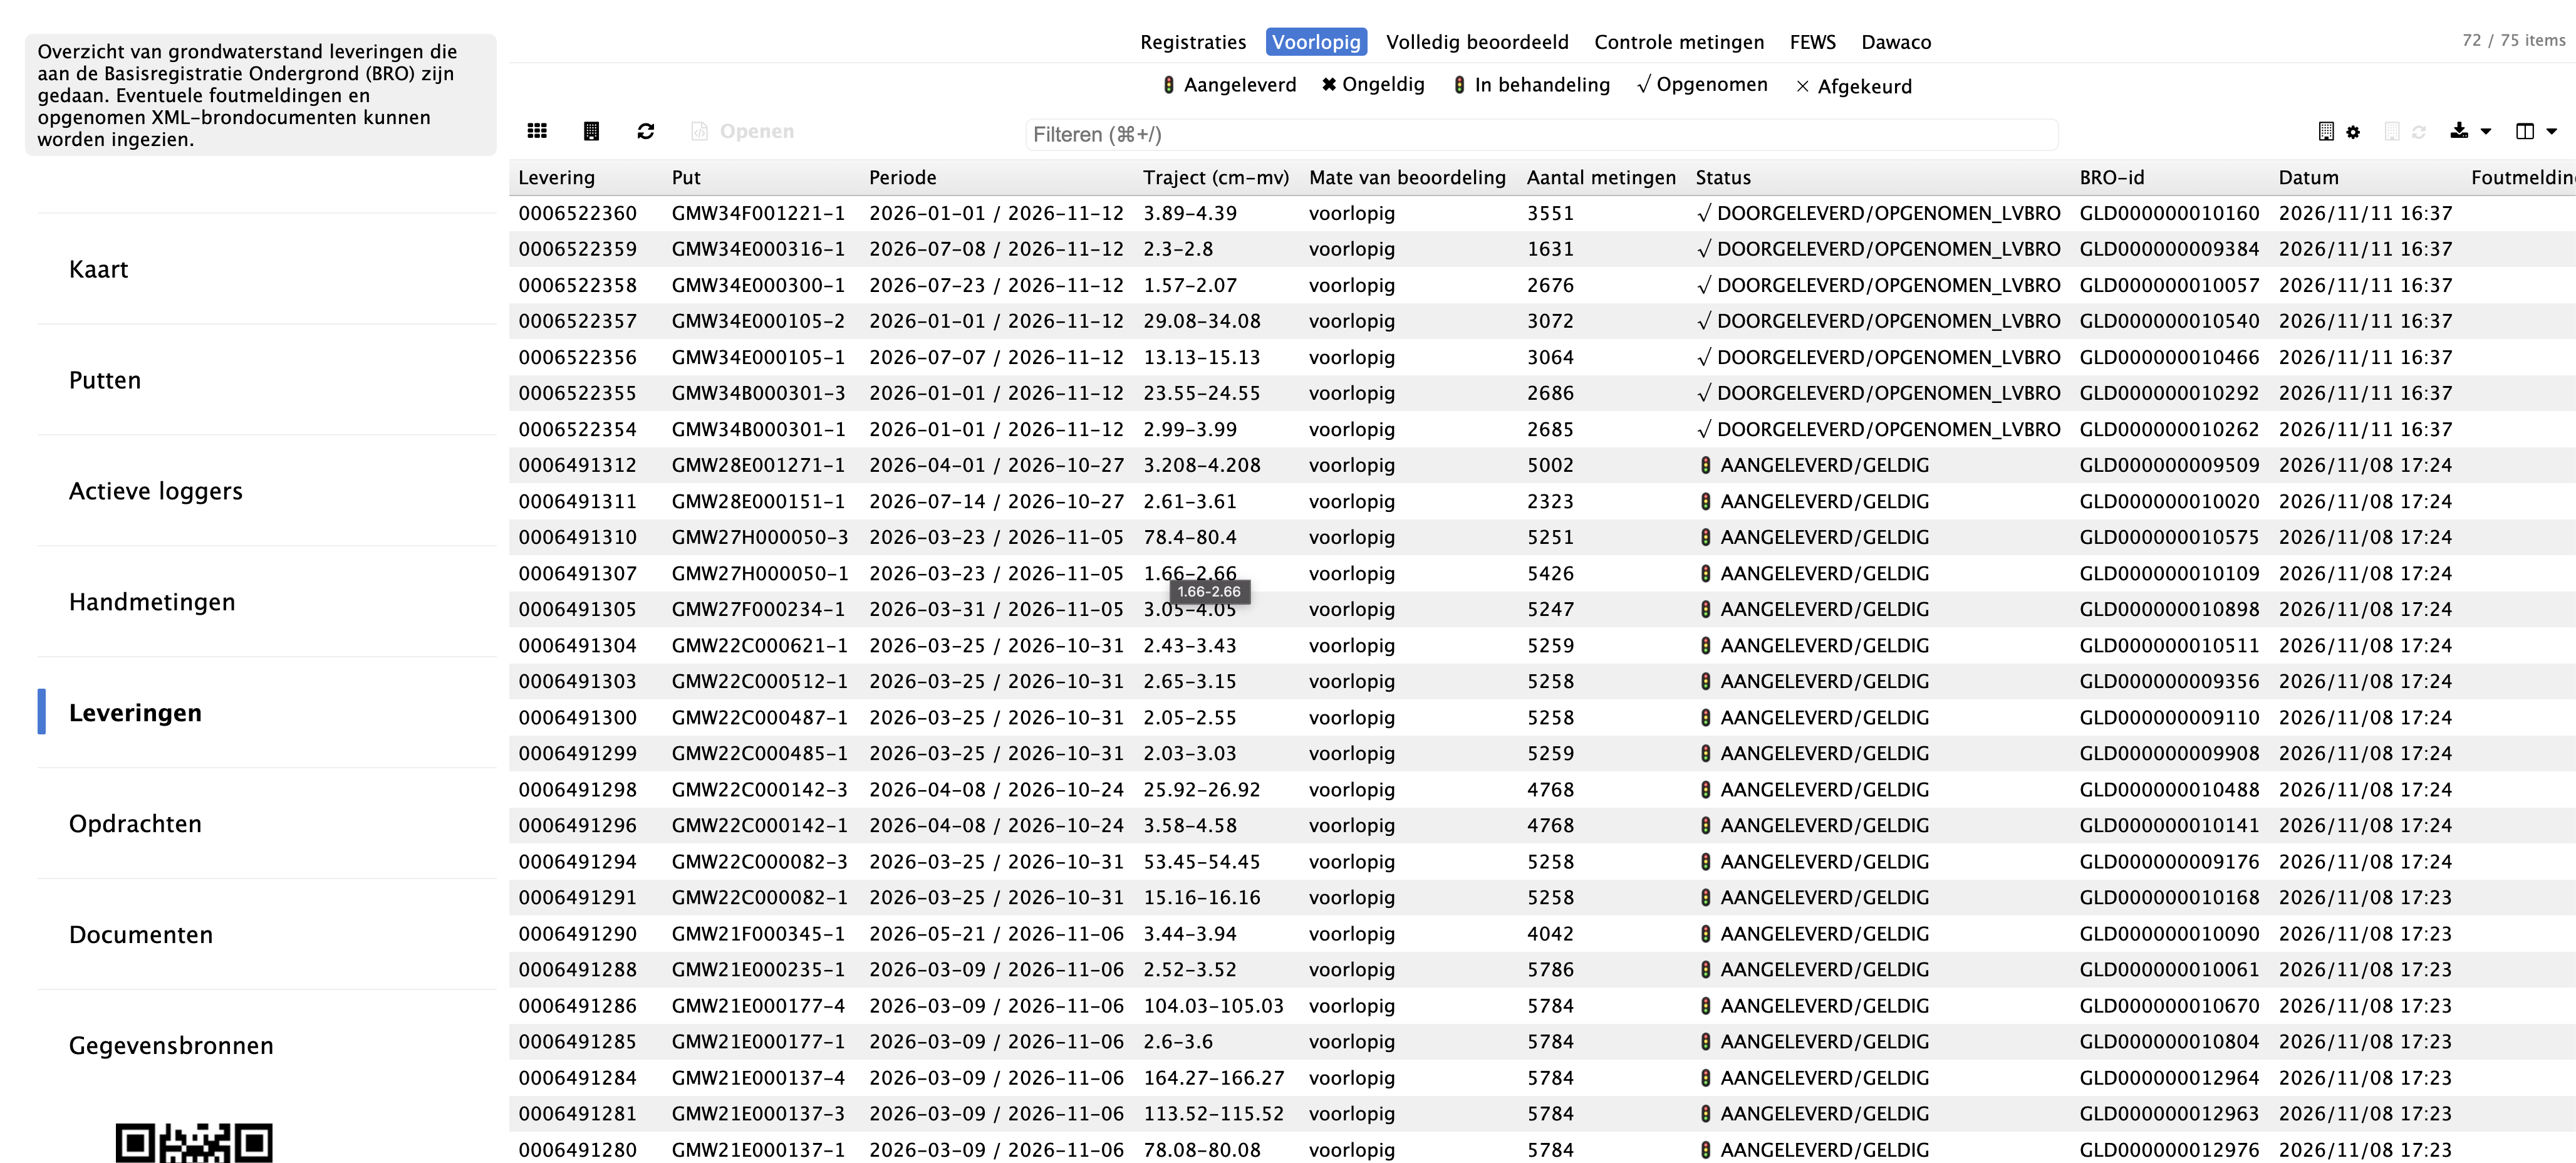 Overzicht van grondwaterstand leveringen die
aan de Basisregistratie Ondergrond (BRO) zijn
gedaan. Eventuele foutmeldingen en
opgenomen XML-brondocumenten kunnen
worden ingezien.
Kaart
Putten
Actieve loggers
Handmetingen
Leveringen
Opdrachten
Documenten
Gegevensbronnen
Registraties Voorlopig Volledig beoordeeld Controle metingen FEWS Dawaco
72 / 75 items
Aangeleverd ✖ Ongeldig In behandeling √ Opgenomen × Afgekeurd
Openen
Filteren (⌘+/)
Levering Put Periode Traject (cm-mv) Mate van beoordeling Aantal metingen Status BRO-id Datum Foutmeldin
0006522360 GMW34F001221-1 2026-01-01 / 2026-11-12 3.89-4.39 voorlopig 3551 √ DOORGELEVERD/OPGENOMEN_LVBRO GLD000000010160 2026/11/11 16:37
0006522359 GMW34E000316-1 2026-07-08 / 2026-11-12 2.3-2.8 voorlopig 1631 √ DOORGELEVERD/OPGENOMEN_LVBRO GLD000000009384 2026/11/11 16:37
0006522358 GMW34E000300-1 2026-07-23 / 2026-11-12 1.57-2.07 voorlopig 2676 √ DOORGELEVERD/OPGENOMEN_LVBRO GLD000000010057 2026/11/11 16:37
0006522357 GMW34E000105-2 2026-01-01 / 2026-11-12 29.08-34.08 voorlopig 3072 √ DOORGELEVERD/OPGENOMEN_LVBRO GLD000000010540 2026/11/11 16:37
0006522356 GMW34E000105-1 2026-07-07 / 2026-11-12 13.13-15.13 voorlopig 3064 √ DOORGELEVERD/OPGENOMEN_LVBRO GLD000000010466 2026/11/11 16:37
0006522355 GMW34B000301-3 2026-01-01 / 2026-11-12 23.55-24.55 voorlopig 2686 √ DOORGELEVERD/OPGENOMEN_LVBRO GLD000000010292 2026/11/11 16:37
0006522354 GMW34B000301-1 2026-01-01 / 2026-11-12 2.99-3.99 voorlopig 2685 √ DOORGELEVERD/OPGENOMEN_LVBRO GLD000000010262 2026/11/11 16:37
0006491312 GMW28E001271-1 2026-04-01 / 2026-10-27 3.208-4.208 voorlopig 5002 AANGELEVERD/GELDIG GLD000000009509 2026/11/08 17:24
0006491311 GMW28E000151-1 2026-07-14 / 2026-10-27 2.61-3.61 voorlopig 2323 AANGELEVERD/GELDIG GLD000000010020 2026/11/08 17:24
0006491310 GMW27H000050-3 2026-03-23 / 2026-11-05 78.4-80.4 voorlopig 5251 AANGELEVERD/GELDIG GLD000000010575 2026/11/08 17:24
0006491307 GMW27H000050-1 2026-03-23 / 2026-11-05 1.66-2.66 voorlopig 5426 AANGELEVERD/GELDIG GLD000000010109 2026/11/08 17:24
1.66-2.66
0006491305 GMW27F000234-1 2026-03-31 / 2026-11-05 3.05-4.05 voorlopig 5247 AANGELEVERD/GELDIG GLD000000010898 2026/11/08 17:24
0006491304 GMW22C000621-1 2026-03-25 / 2026-10-31 2.43-3.43 voorlopig 5259 AANGELEVERD/GELDIG GLD000000010511 2026/11/08 17:24
0006491303 GMW22C000512-1 2026-03-25 / 2026-10-31 2.65-3.15 voorlopig 5258 AANGELEVERD/GELDIG GLD000000009356 2026/11/08 17:24
0006491300 GMW22C000487-1 2026-03-25 / 2026-10-31 2.05-2.55 voorlopig 5258 AANGELEVERD/GELDIG GLD000000009110 2026/11/08 17:24
0006491299 GMW22C000485-1 2026-03-25 / 2026-10-31 2.03-3.03 voorlopig 5259 AANGELEVERD/GELDIG GLD000000009908 2026/11/08 17:24
0006491298 GMW22C000142-3 2026-04-08 / 2026-10-24 25.92-26.92 voorlopig 4768 AANGELEVERD/GELDIG GLD000000010488 2026/11/08 17:24
0006491296 GMW22C000142-1 2026-04-08 / 2026-10-24 3.58-4.58 voorlopig 4768 AANGELEVERD/GELDIG GLD000000010141 2026/11/08 17:24
0006491294 GMW22C000082-3 2026-03-25 / 2026-10-31 53.45-54.45 voorlopig 5258 AANGELEVERD/GELDIG GLD000000009176 2026/11/08 17:24
0006491291 GMW22C000082-1 2026-03-25 / 2026-10-31 15.16-16.16 voorlopig 5258 AANGELEVERD/GELDIG GLD000000010168 2026/11/08 17:23
0006491290 GMW21F000345-1 2026-05-21 / 2026-11-06 3.44-3.94 voorlopig 4042 AANGELEVERD/GELDIG GLD000000010090 2026/11/08 17:23
0006491288 GMW21E000235-1 2026-03-09 / 2026-11-06 2.52-3.52 voorlopig 5786 AANGELEVERD/GELDIG GLD000000010061 2026/11/08 17:23
0006491286 GMW21E000177-4 2026-03-09 / 2026-11-06 104.03-105.03 voorlopig 5784 AANGELEVERD/GELDIG GLD000000010670 2026/11/08 17:23
0006491285 GMW21E000177-1 2026-03-09 / 2026-11-06 2.6-3.6 voorlopig 5784 AANGELEVERD/GELDIG GLD000000010804 2026/11/08 17:23
0006491284 GMW21E000137-4 2026-03-09 / 2026-11-06 164.27-166.27 voorlopig 5784 AANGELEVERD/GELDIG GLD000000012964 2026/11/08 17:23
0006491281 GMW21E000137-3 2026-03-09 / 2026-11-06 113.52-115.52 voorlopig 5784 AANGELEVERD/GELDIG GLD000000012963 2026/11/08 17:23
0006491280 GMW21E000137-1 2026-03-09 / 2026-11-06 78.08-80.08 voorlopig 5784 AANGELEVERD/GELDIG GLD000000012976 2026/11/08 17:23